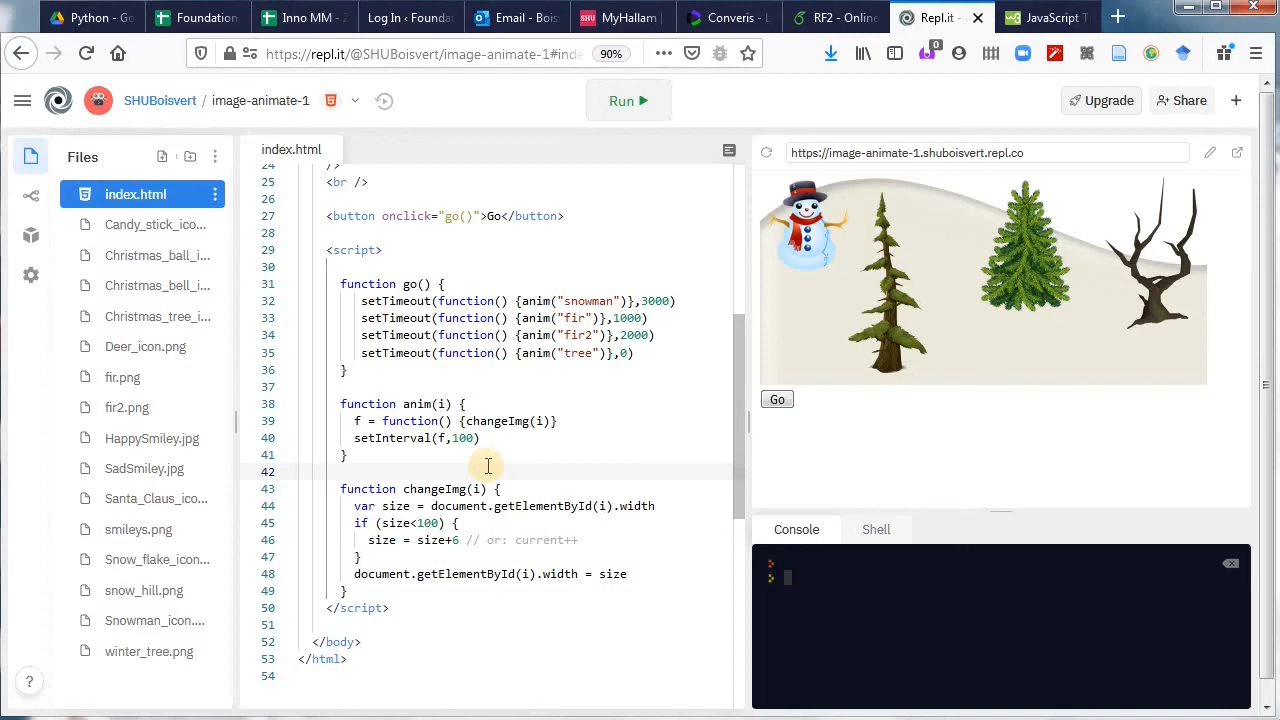 Python - G
Foundation
Intro MM - Z
Log In ‹ Founda
Email - Bois
SHU MyHallam |
Converis - L
RF2 - Online
Repl.it -
JavaScript T
https://repl.it/@SHUBoisvert/image-animate-1#inde
90%
0
SHUBoisvert / image-animate-1
Run
Upgrade
Share
Files
index.html
Candy_stick_ico...
Christmas_ball_i...
Christmas_bell_i...
Christmas_tree_i...
Deer_icon.png
fir.png
fir2.png
HappySmiley.jpg
SadSmiley.jpg
Santa_Claus_ico...
smileys.png
Snow_flake_icon...
snow_hill.png
Snowman_icon....
winter_tree.png
?
index.html
24 />
25 <br />
26
27 <button onclick="go()">Go</button>
28
29 <script>
30
31 function go() {
32 setTimeout(function() {anim("snowman")},3000)
33 setTimeout(function() {anim("fir")},1000)
34 setTimeout(function() {anim("fir2")},2000)
35 setTimeout(function() {anim("tree")},0)
36 }
37
38 function anim(i) {
39 f = function() {changeImg(i)}
40 setInterval(f,100)
41 }
42
43 function changeImg(i) {
44 var size = document.getElementById(i).width
45 if (size<100) {
46 size = size+6 // or: current++
47 }
48 document.getElementById(i).width = size
49 }
50 </script>
51
52 </body>
53 </html>
54
https://image-animate-1.shuboisvert.repl.co
Go
Console
Shell